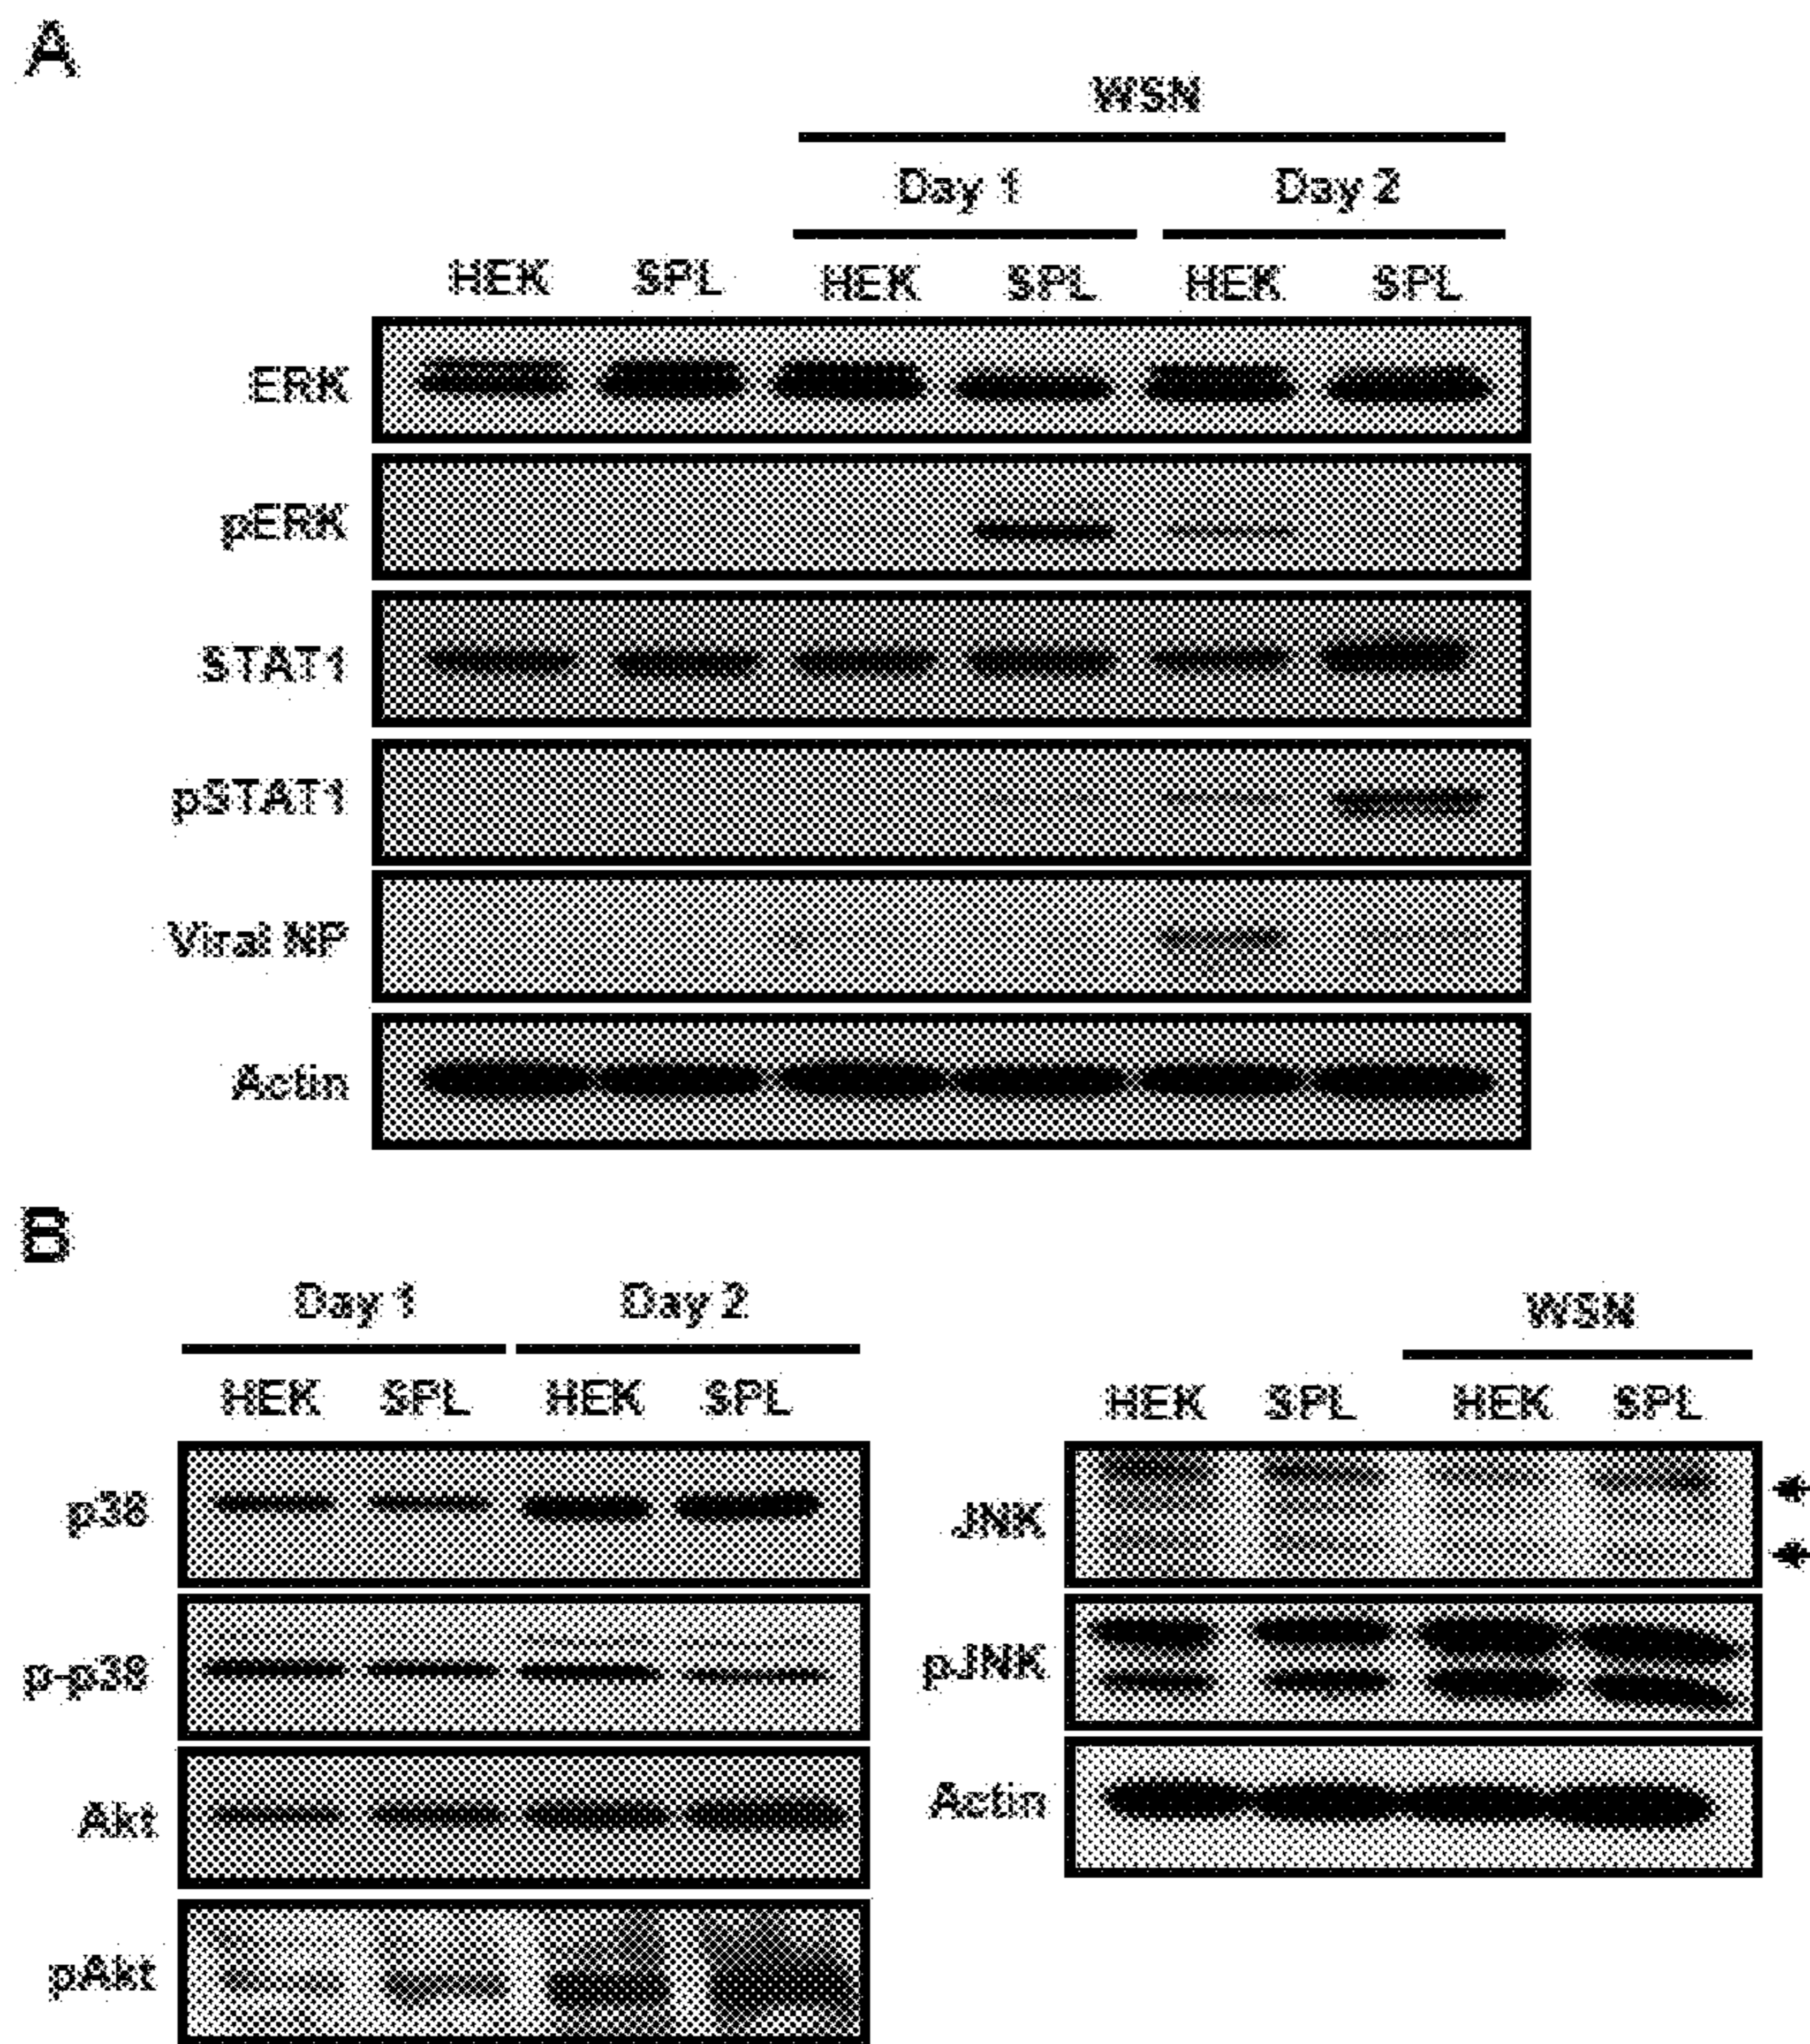 A
WSN
Day 1 Day 2
HEK SPL HEK SPL HEK SPL
ERK
pERK
STAT1
pSTAT1
Viral NP
Actin
B
Day 1 Day 2
HEK SPL HEK SPL
p38
p-p38
Akt
pAkt
WSN
HEK SPL HEK SPL
JNK
pJNK
Actin